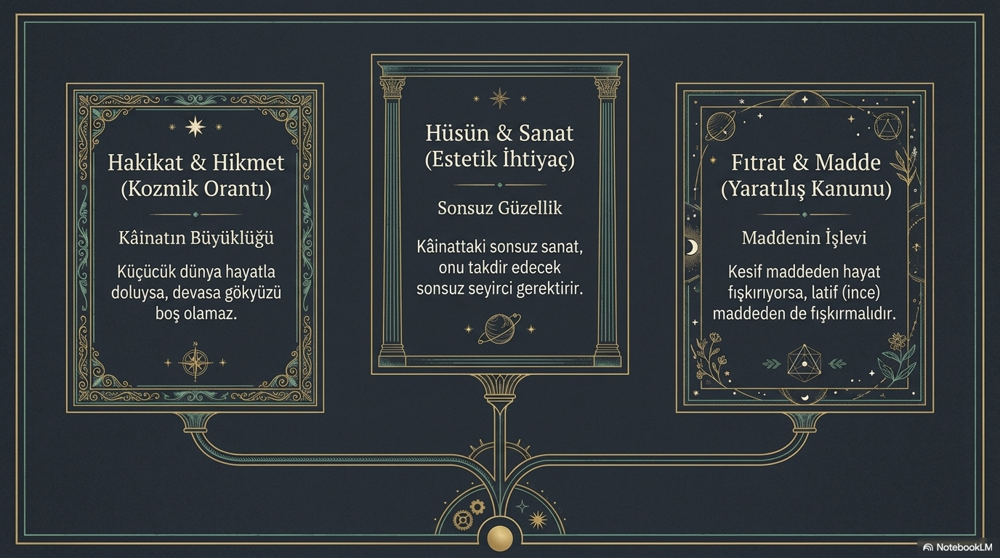 Hakikat & Hikmet
(Kozmik Orantı)
Kâinatın Büyüklüğü
Küçücük dünya hayatla
doluysa, devasa gökyüzü
boş olamaz.
N
Hüsün & Sanat
(Estetik İhtiyaç)
Sonsuz Güzellik
Kâinattaki sonsuz sanat,
onu takdir edecek
sonsuz seyirci gerektirir.
Fıtrat & Madde
(Yaratılış Kanunu)
Maddenin İşlevi
Kesif maddeden hayat
fışkırıyorsa, latif (ince)
maddeden de fışkırmalıdır.
NotebookLM